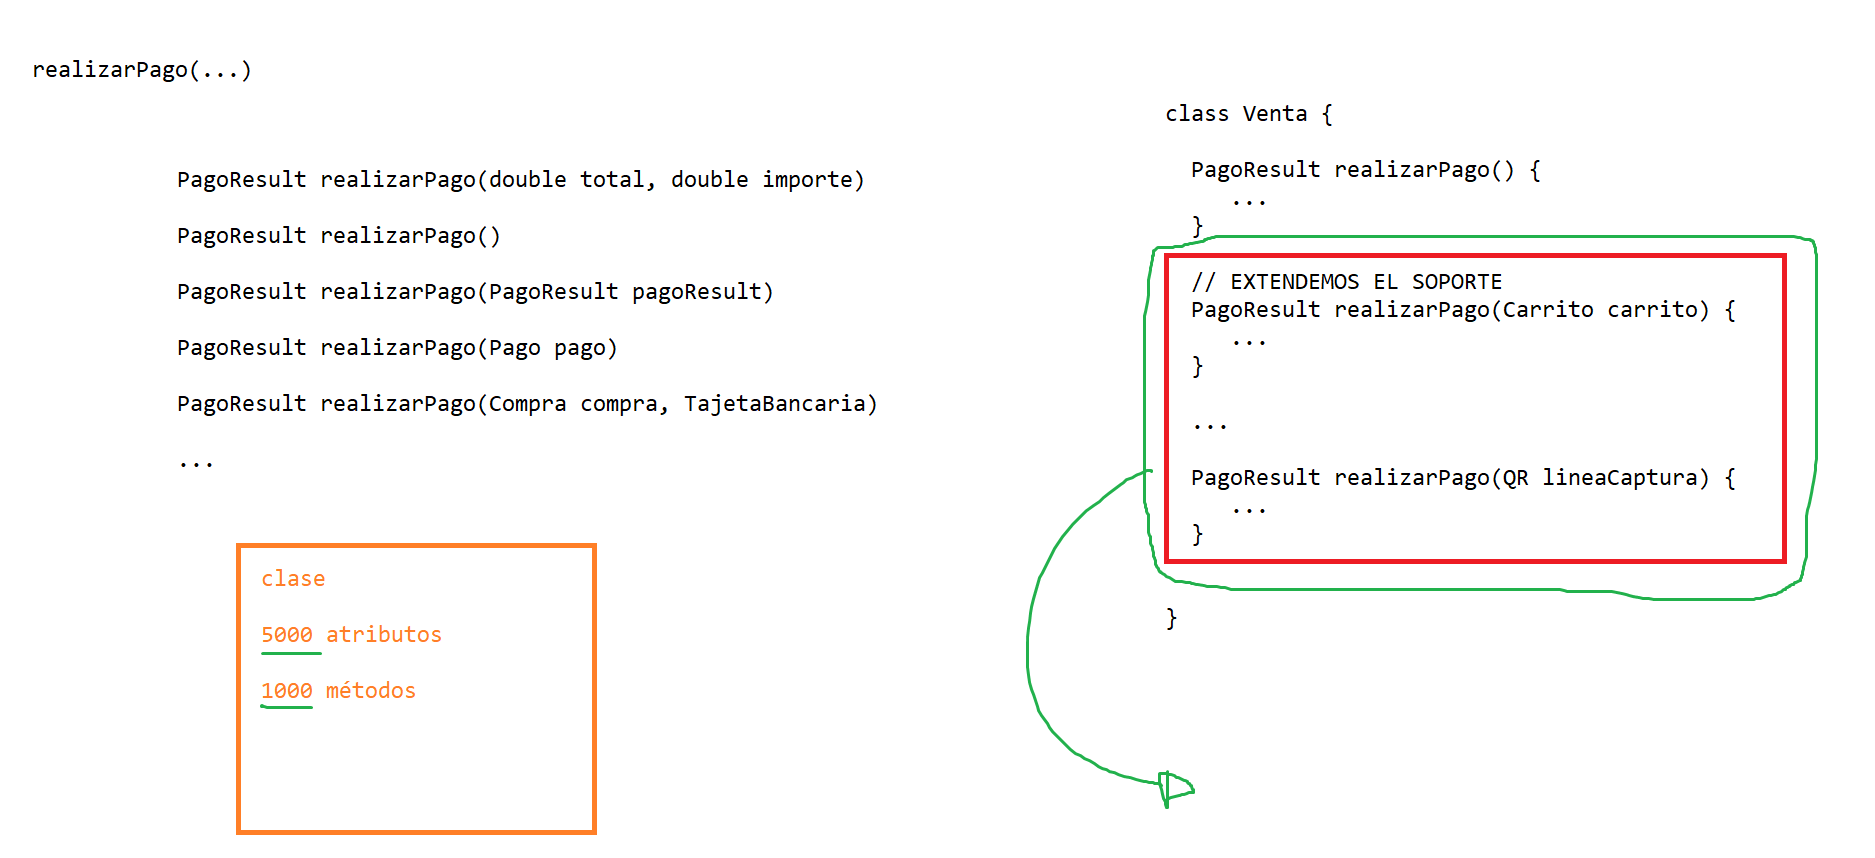 realizarPago(...)
PagoResult realizarPago(double total, double importe)
PagoResult realizarPago()
PagoResult realizarPago(PagoResult pagoResult)
PagoResult realizarPago(Pago pago)
PagoResult realizarPago(Compra compra, TajetaBancaria)
...
clase
5000 atributos
1000 métodos
class Venta {
PagoResult realizarPago() {
...
}
// EXTENDEMOS EL SOPORTE
PagoResult realizarPago(Carrito carrito) {
...
}
...
PagoResult realizarPago(QR lineaCaptura) {
...
}
}